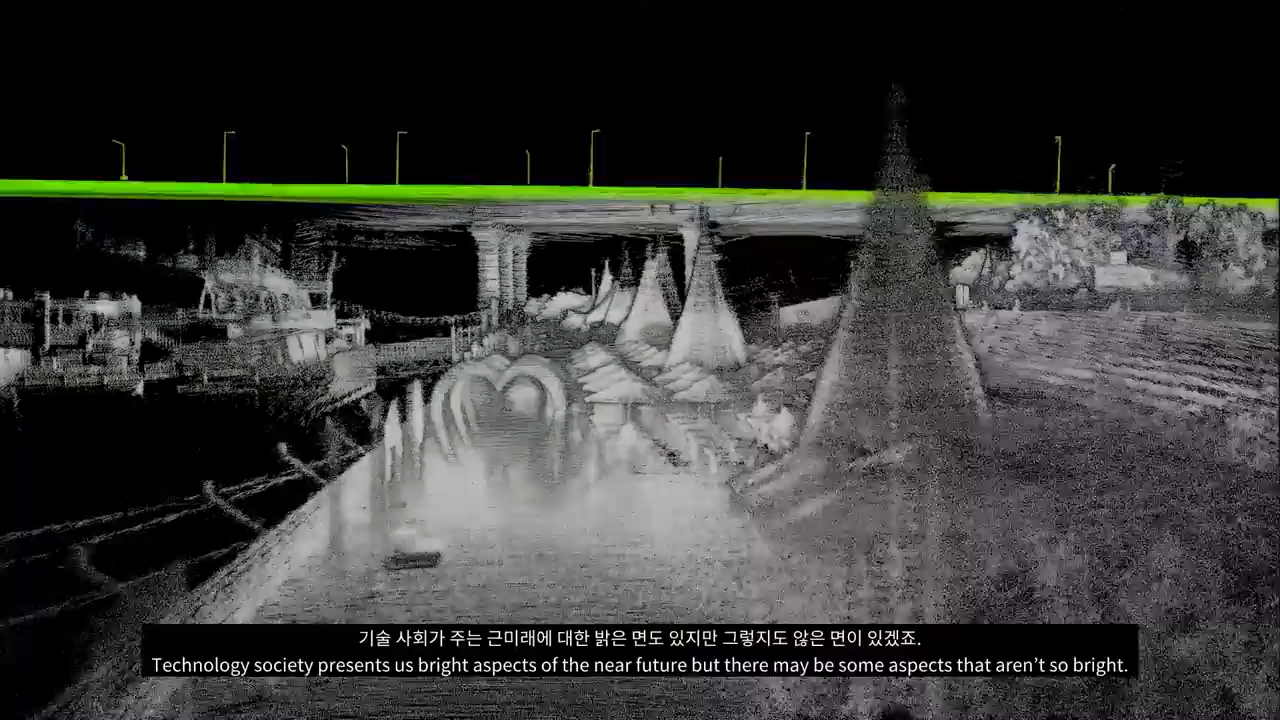 기술 사회가 주는 근미래에 대한 밝은 면도 있지만 그렇지도 않은 면이 있겠죠.
Technology society presents us bright aspects of the near future but there may be some aspects that aren't so bright.